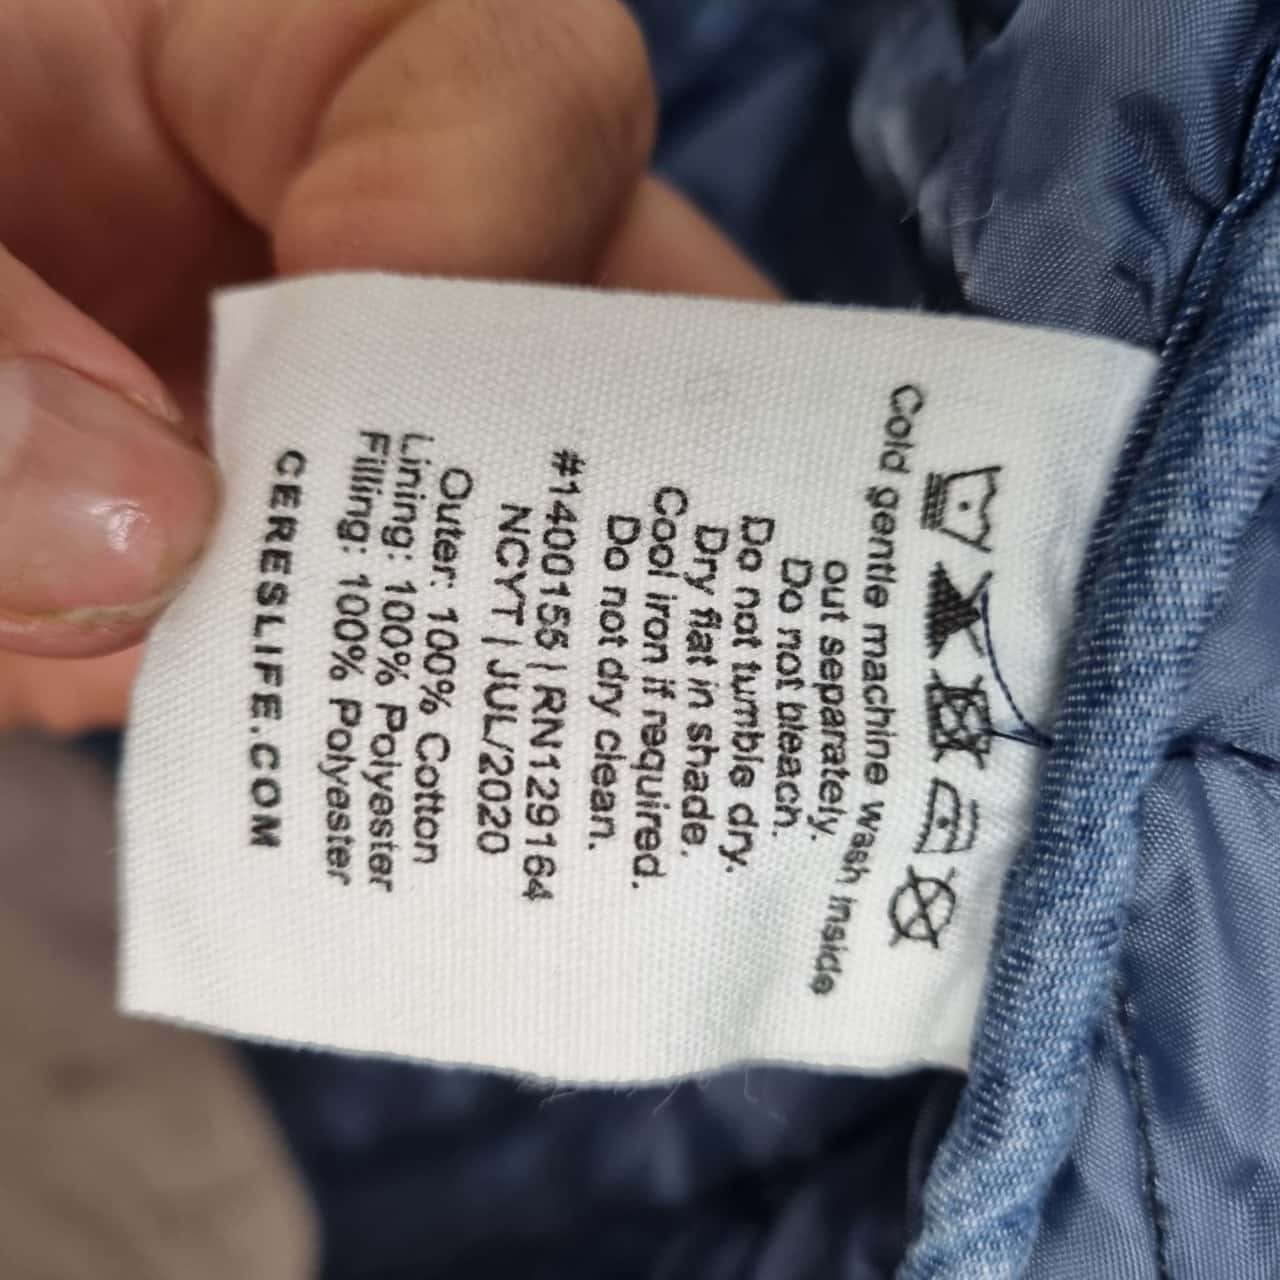 Cold gentle machine wash inside
out separately.
Do not bleach.
Do not tumble dry.
Dry flat in shade.
Cool iron if required.
Do not dry clean.
#1400155 | RN129164
NCYT | JUL/2020
Outer: 100% Cotton
Lining: 100% Polyester
Filling: 100% Polyester
CERESLIFE.COM